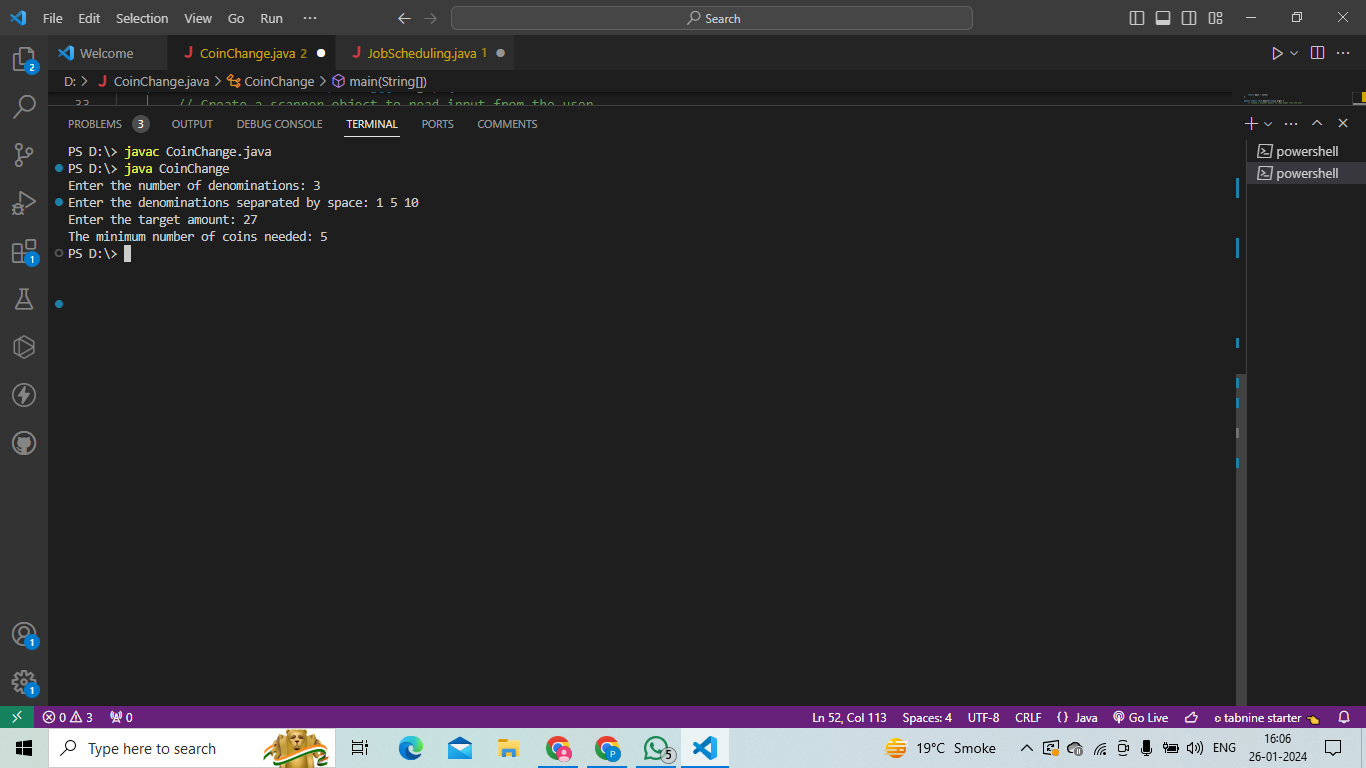 File Edit Selection View Go Run ··· Search
Welcome CoinChange.java 2 JobScheduling.java 1
D: > CoinChange.java > CoinChange > main(String[])
33 // Create a scanner object to read input from the user
PROBLEMS 3 OUTPUT DEBUG CONSOLE TERMINAL PORTS COMMENTS
PS D:\> javac CoinChange.java
PS D:\> java CoinChange
Enter the number of denominations: 3
Enter the denominations separated by space: 1 5 10
Enter the target amount: 27
The minimum number of coins needed: 5
PS D:\>
powershell
powershell
2
1
1
1
0 3 0 Ln 52, Col 113 Spaces: 4 UTF-8 CRLF {} Java Go Live tabnine starter
Type here to search 5 19°C Smoke ENG 16:06
26-01-2024